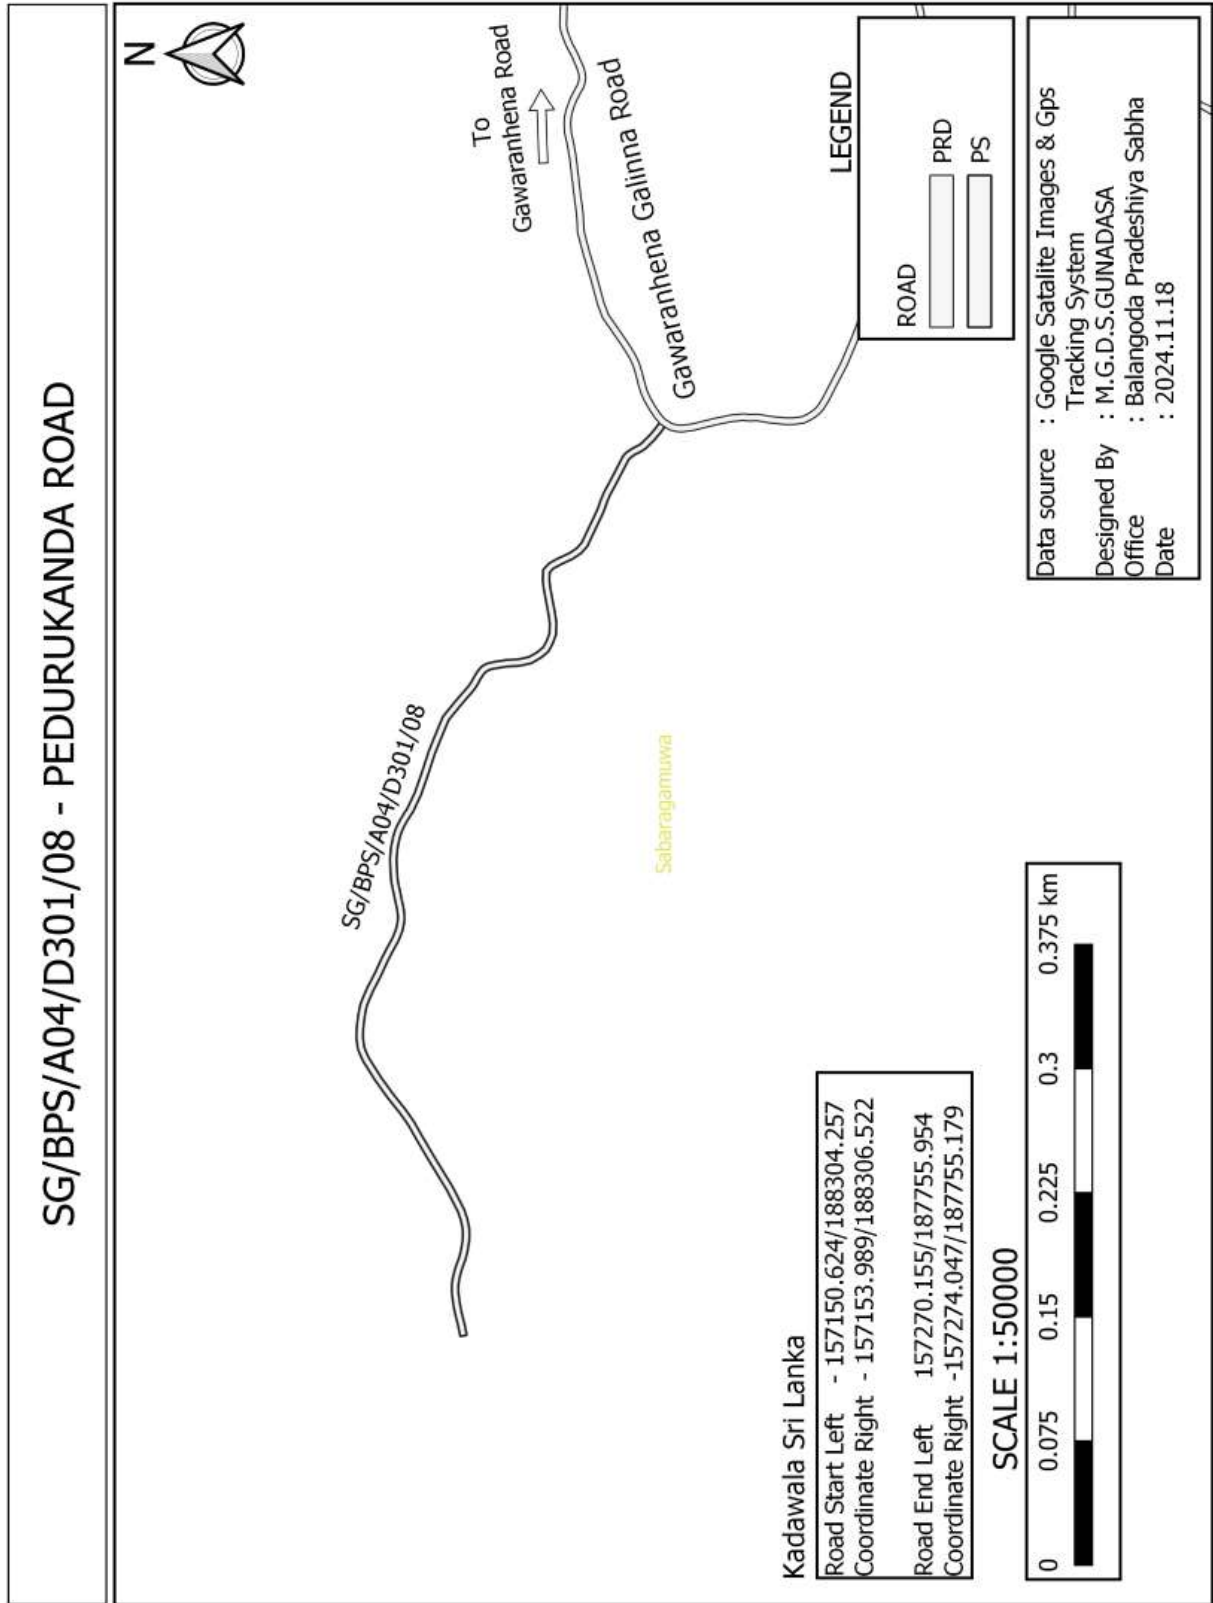 SG/BPS/A04/D301/08 - PEDURUKANDA ROAD
N
To
Gawaranhena Road
Gawaranhena Galinna Road
SG/BPS/A04/D301/08
Sabaragamuwa
LEGEND
ROAD
PRD
PS
Kadawala Sri Lanka
Road Start Left - 157150.624/188304.257
Coordinate Right - 157153.989/188306.522
Road End Left 157270.155/187755.954
Coordinate Right -157274.047/187755.179
SCALE 1:50000
0 0.075 0.15 0.225 0.3 0.375 km
Data source : Google Satalite Images & Gps
Tracking System
Designed By : M.G.D.S.GUNADASA
Office : Balangoda Pradeshiya Sabha
Date : 2024.11.18